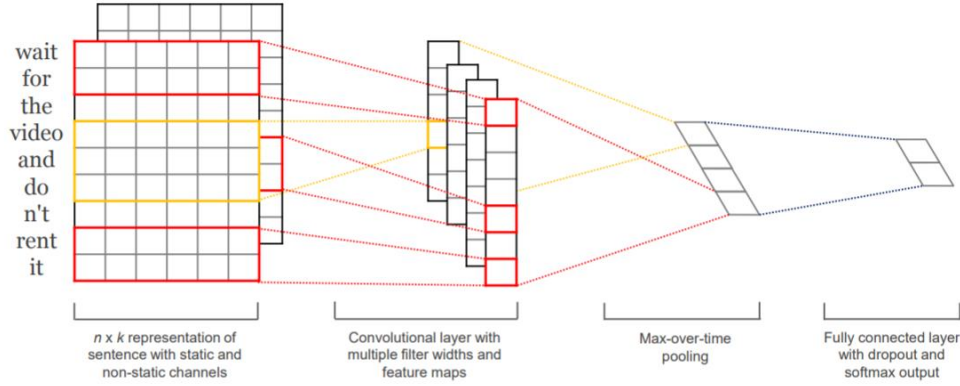 wait
for
the
video
and
do
n't
rent
it
n x k representation of
sentence with static and
non-static channels
Convolutional layer with
multiple filter widths and
feature maps
Max-over-time
pooling
Fully connected layer
with dropout and
softmax output